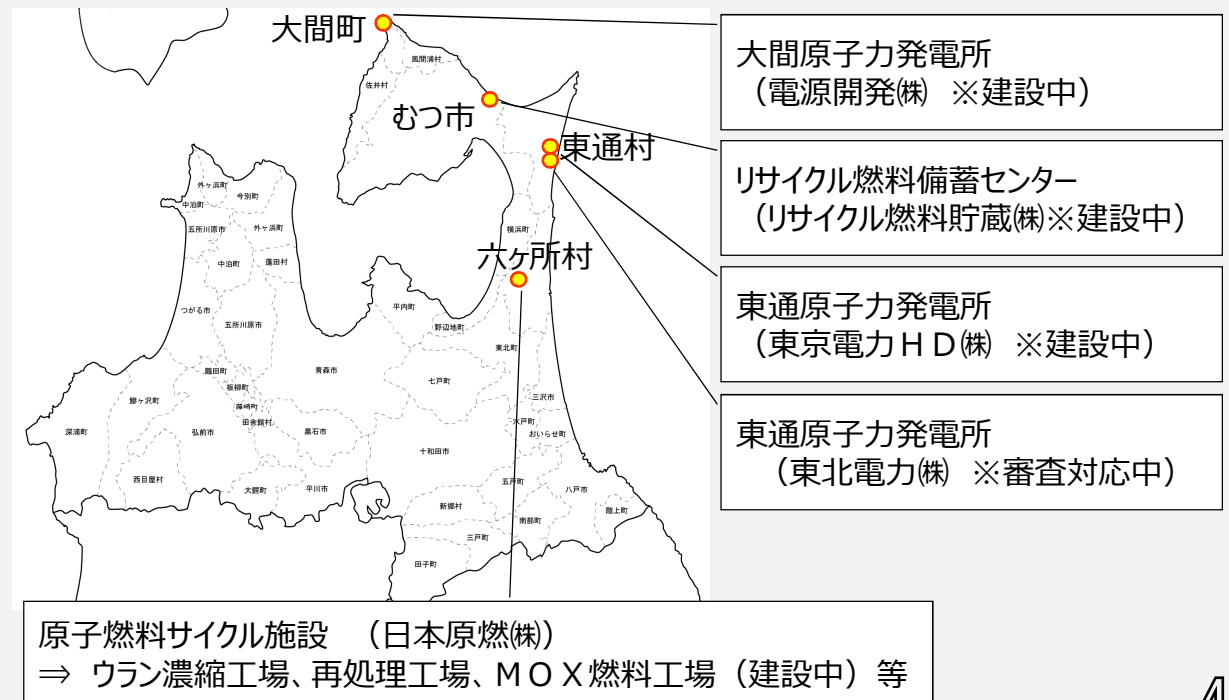 大間町
風間浦村
佐井村
むつ市
東通村
横浜町
六ヶ所村
外ヶ浜町
今別町
中泊町
五所川原市
外ヶ浜町
中泊町
蓬田村
つがる市
五所川原市
平内町
野辺地町
東北町
鶴田町
板柳町
青森市
七戸町
鰺ヶ沢町
藤崎町
三沢市
田舎館村
六戸町
深浦町
弘前市
黒石市
おいらせ町
十和田市
西目屋村
大鰐町
平川市
五戸町
八戸市
新郷村
南部町
階上町
三戸町
田子町
大間原子力発電所
（電源開発㈱ ※建設中）
リサイクル燃料備蓄センター
（リサイクル燃料貯蔵㈱※建設中）
東通原子力発電所
（東京電力ＨＤ㈱ ※建設中）
東通原子力発電所
（東北電力㈱ ※審査対応中）
原子燃料サイクル施設 （日本原燃㈱）
⇒ ウラン濃縮工場、再処理工場、ＭＯＸ燃料工場（建設中）等
4